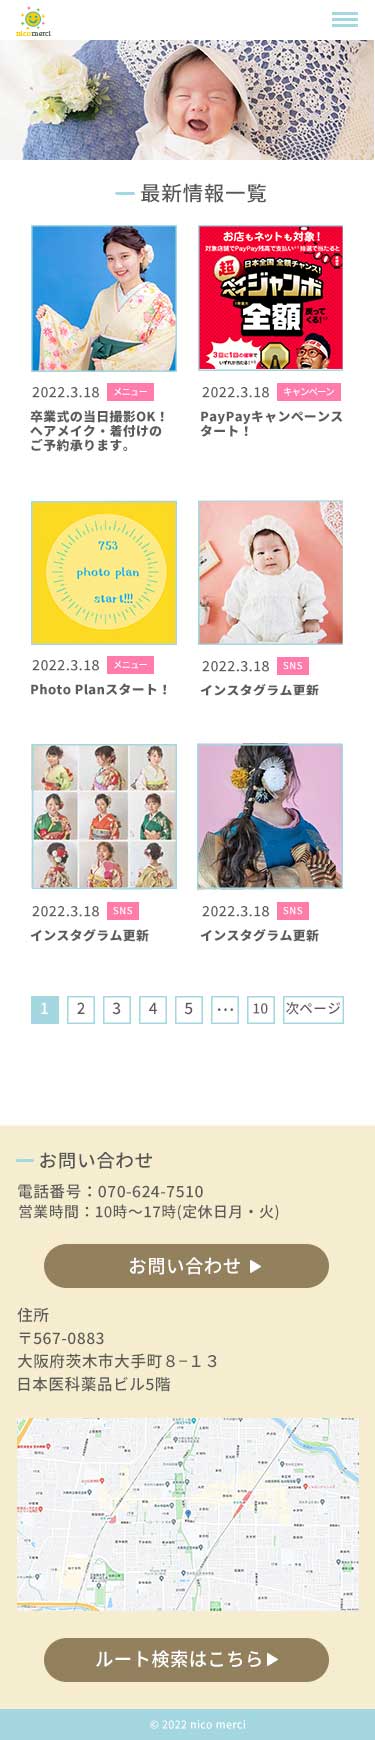 nicomerci
最新情報一覧
お店もネットも対象！
対象店舗でPayPay残高で支払い 抽選で当たると
日本全国 全額チャンス！
超
ペイペイジャンボ
全額
戻って
くる！
3回に1回の確率で
いずれかが当たる！
2022.3.18 メニュー
卒業式の当日撮影OK！
ヘアメイク・着付けの
ご予約承ります。
2022.3.18 キャンペーン
PayPayキャンペーンス
タート！
753
photo plan
start!!!
2022.3.18 メニュー
Photo Planスタート！
2022.3.18 SNS
インスタグラム更新
2022.3.18 SNS
インスタグラム更新
2022.3.18 SNS
インスタグラム更新
1 2 3 4 5 ••• 10 次ページ
お問い合わせ
電話番号：070-624-7510
営業時間：10時〜17時(定休日月・火)
お問い合わせ ▶
住所
〒567-0883
大阪府茨木市大手町８−１３
日本医科薬品ビル5階
ルート検索はこちら▶
© 2022 nico merci